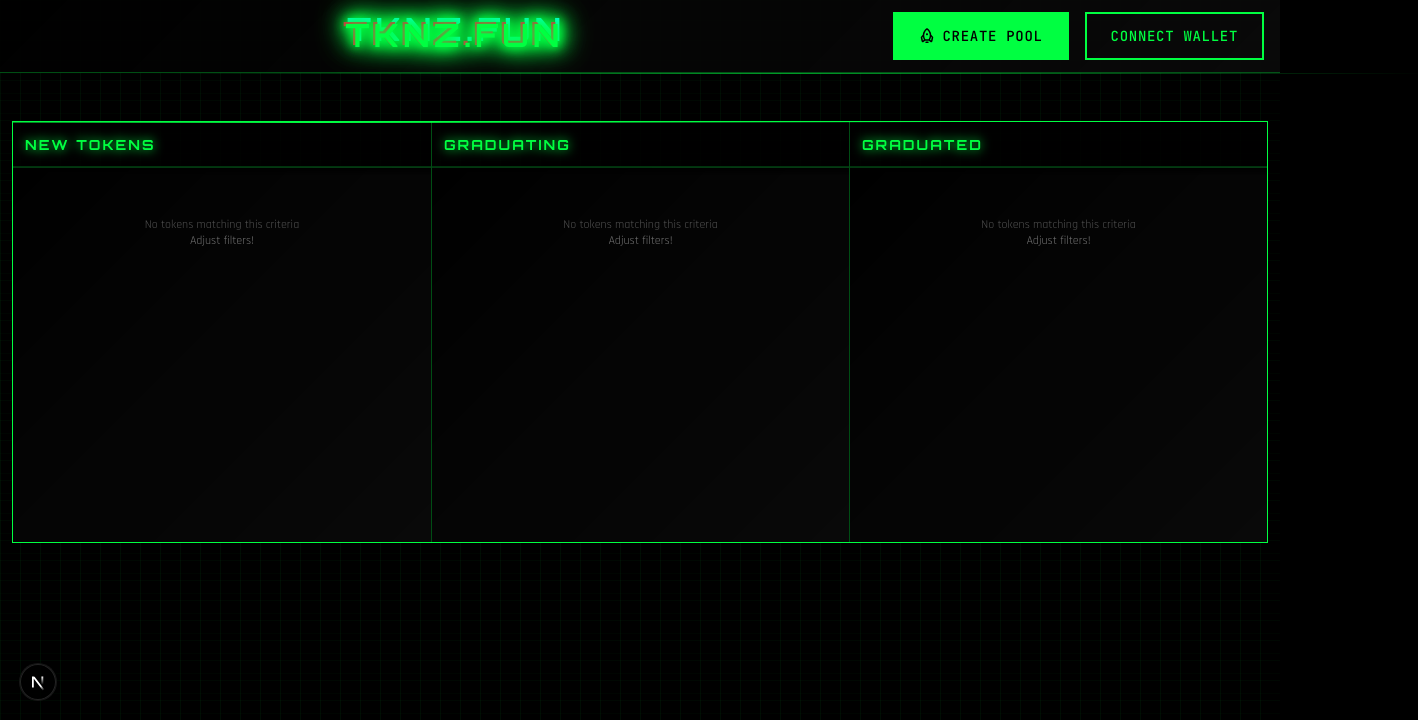 TKNZ.FUN
CREATE POOL
CONNECT WALLET
NEW TOKENS
GRADUATING
GRADUATED
No tokens matching this criteria
Adjust filters!
No tokens matching this criteria
Adjust filters!
No tokens matching this criteria
Adjust filters!
N